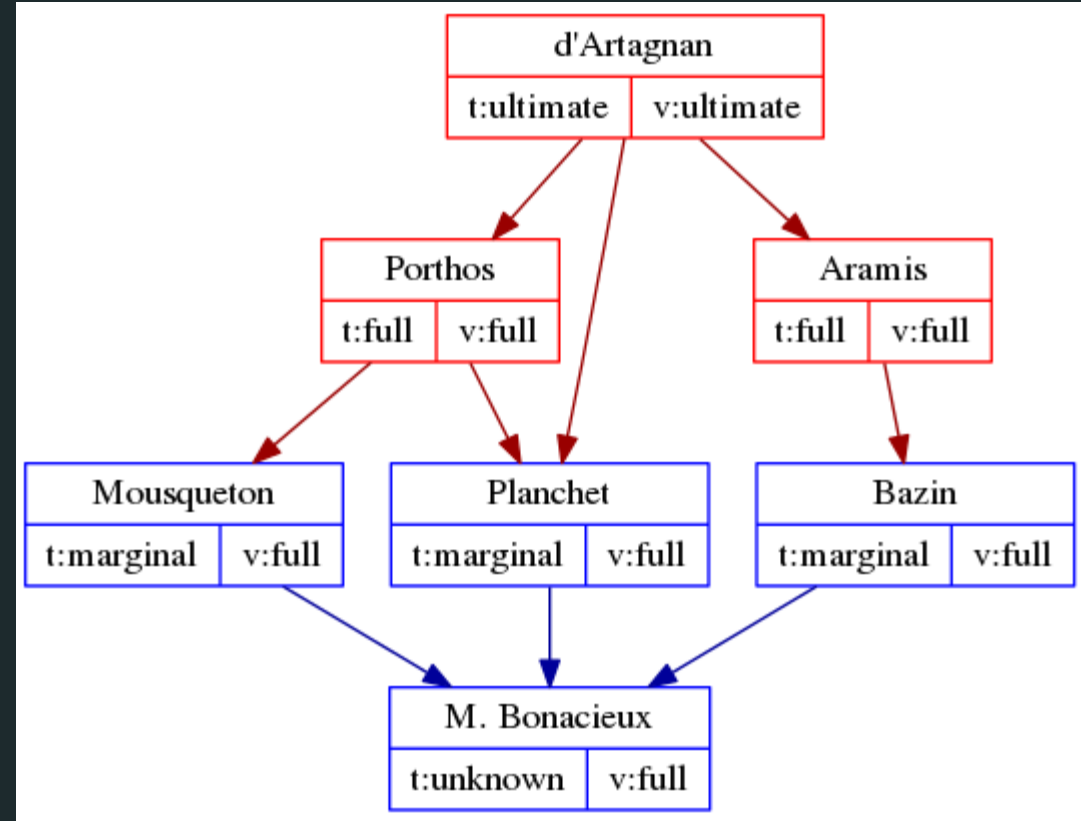 d'Artagnan
t:ultimate v:ultimate
Porthos
t:full v:full
Aramis
t:full v:full
Mousqueton
t:marginal v:full
Planchet
t:marginal v:full
Bazin
t:marginal v:full
M. Bonacieux
t:unknown v:full